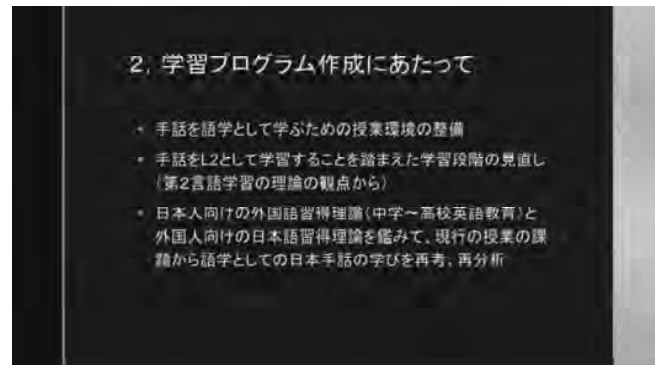 2, 学習プログラム作成にあたって
• 手話を語学として学ぶための授業環境の整備
• 手話をL2として学習することを踏まえた学習段階の見直し
(第2言語学習の理論の観点から)
• 日本人向けの外国語習得理論(中学~高校英語教育)と
外国人向けの日本語習得理論を鑑みて、現行の授業の課
題から語学としての日本手話の学びを再考、再分析